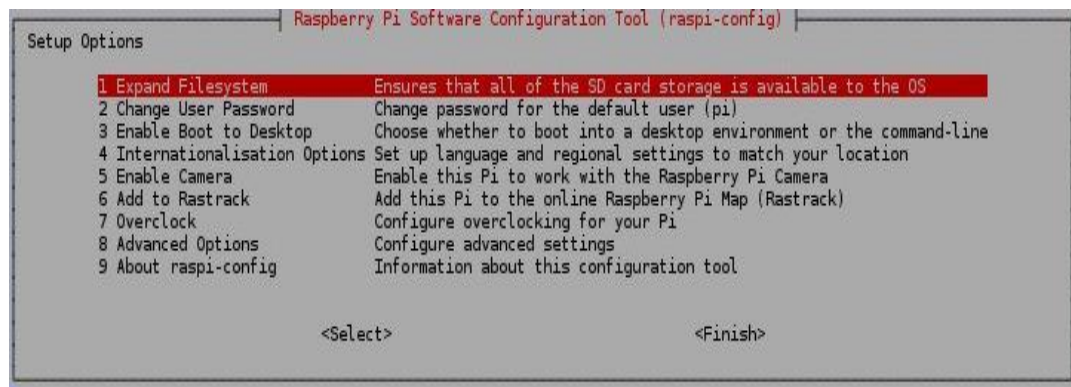 Raspberry Pi Software Configuration Tool (raspi-config)
Setup Options
1 Expand Filesystem Ensures that all of the SD card storage is available to the OS
2 Change User Password Change password for the default user (pi)
3 Enable Boot to Desktop Choose whether to boot into a desktop environment or the command-line
4 Internationalisation Options Set up language and regional settings to match your location
5 Enable Camera Enable this Pi to work with the Raspberry Pi Camera
6 Add to Rastrack Add this Pi to the online Raspberry Pi Map (Rastrack)
7 Overclock Configure overclocking for your Pi
8 Advanced Options Configure advanced settings
9 About raspi-config Information about this configuration tool
<Select> <Finish>